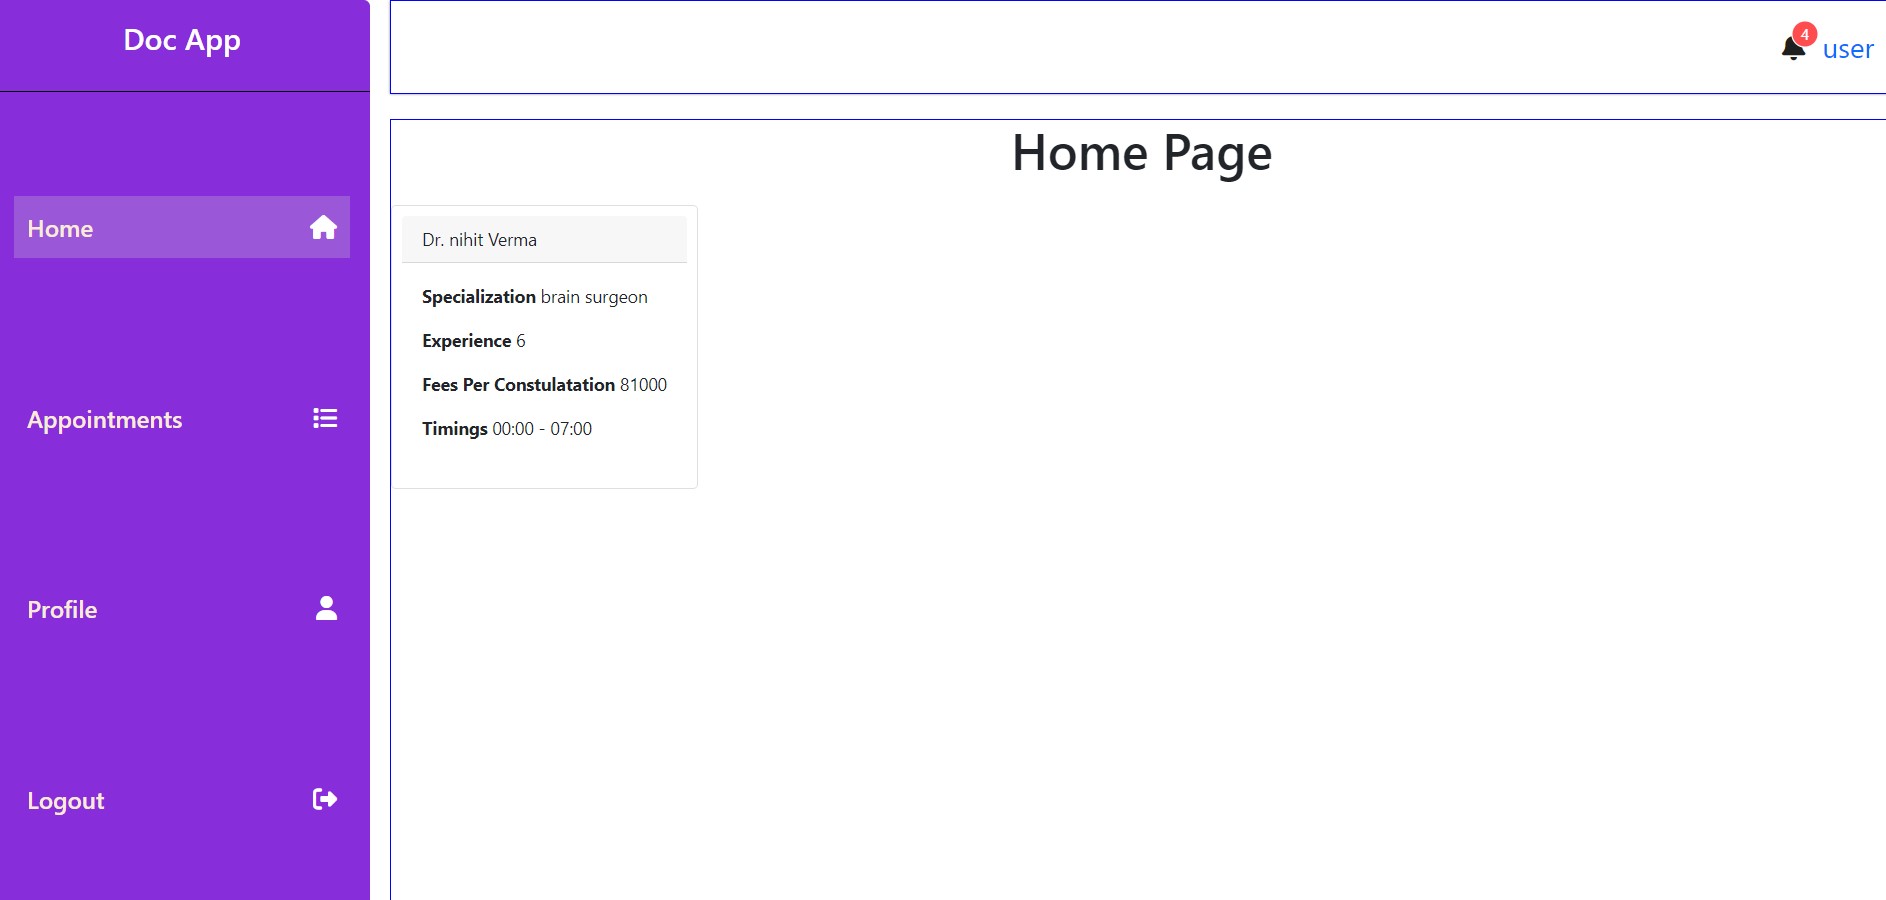 Doc App
4
user
Home Page
Home
Appointments
Profile
Logout
Dr. nihit Verma
Specialization brain surgeon
Experience 6
Fees Per Constulatation 81000
Timings 00:00 - 07:00